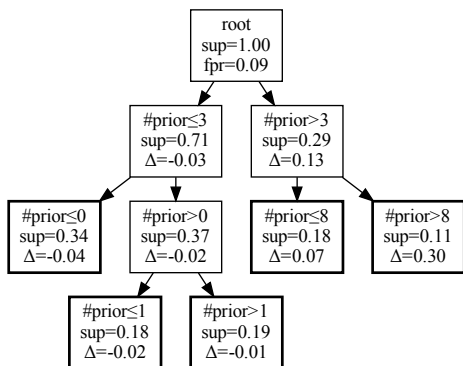 root
sup=1.00
fpr=0.09
#prior≤3
sup=0.71
Δ=-0.03
#prior>3
sup=0.29
Δ=0.13
#prior≤0
sup=0.34
Δ=-0.04
#prior>0
sup=0.37
Δ=-0.02
#prior≤8
sup=0.18
Δ=0.07
#prior>8
sup=0.11
Δ=0.30
#prior≤1
sup=0.18
Δ=-0.02
#prior>1
sup=0.19
Δ=-0.01